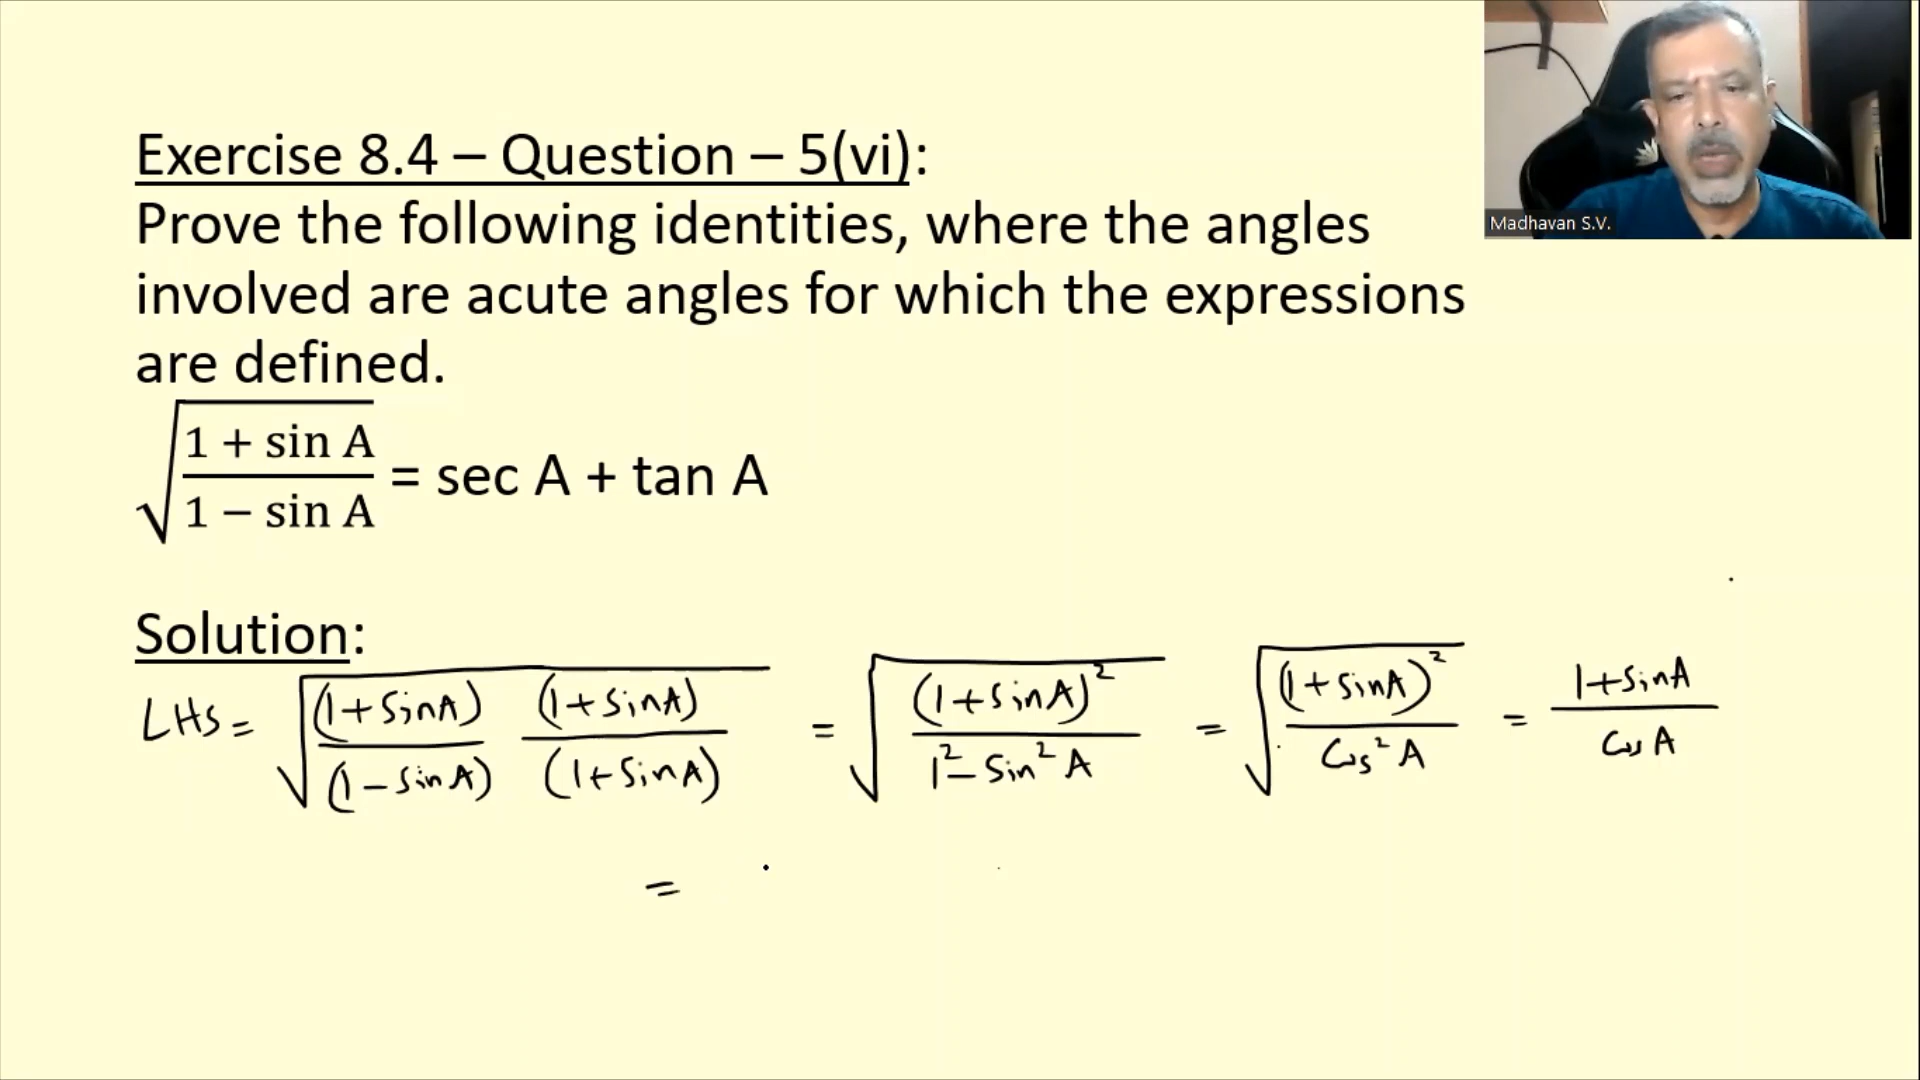 Exercise 8.4 – Question – 5(vi):
Prove the following identities, where the angles
involved are acute angles for which the expressions
are defined.
√((1 + sin A)/(1 − sin A)) = sec A + tan A
Solution:
LHS = √((1+sinA)/(1-sinA) (1+sinA)/(1+sinA)) = √((1+sinA)²/(1²-sin²A)) = √((1+sinA)²/cos²A) = (1+sinA)/cosA
=
Madhavan S.V.